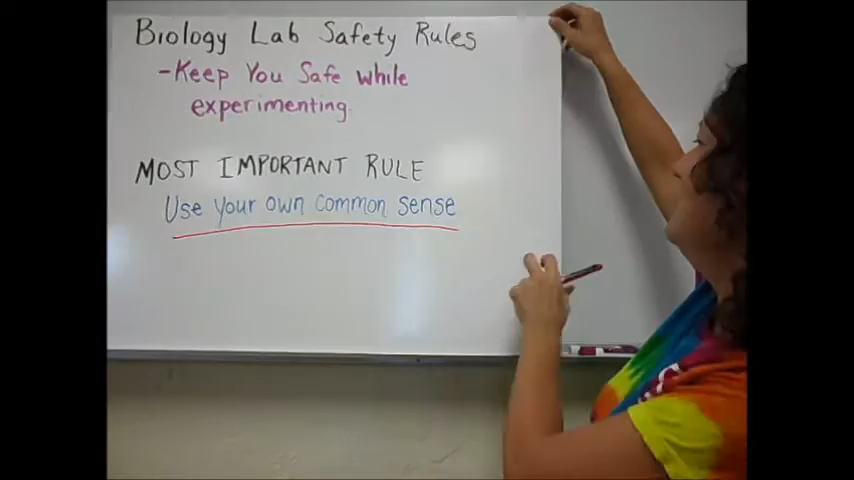 Biology Lab Safety Rules
-Keep You Safe while
experimenting.
MOST IMPORTANT RULE
Use your own common sense